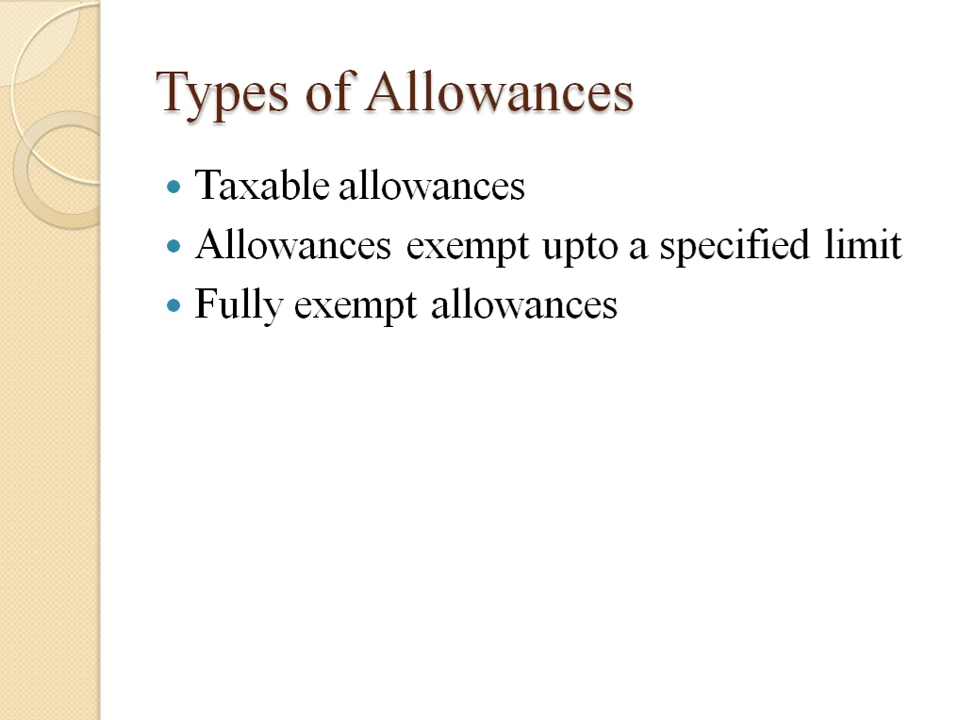 Types of Allowances
Taxable allowances
Allowances exempt upto a specified limit
Fully exempt allowances